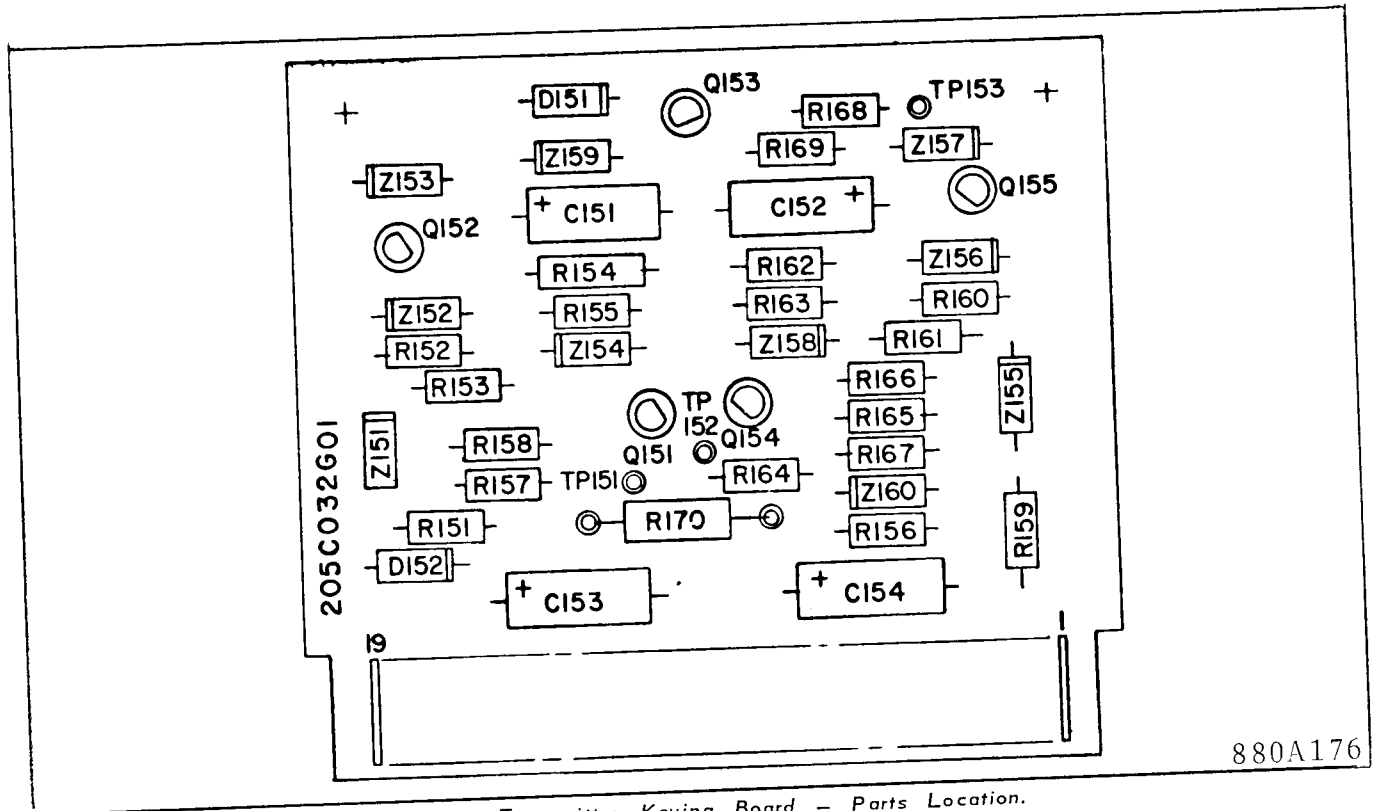 D151
Q153
R168
TP153
Z159
R169
Z157
Z153
+ C151
C152 +
Q155
Q152
R154
R162
Z156
Z152
R155
R163
R160
R152
Z154
Z158
R161
R153
R166
Z155
TP
152
R165
Z151
R158
Q151
Q154
R167
R157
TP151
R164
Z160
R151
R170
R156
R159
D152
+ C153
+ C154
205C032G01
19
1
880A176
Keying Board – Parts Location.